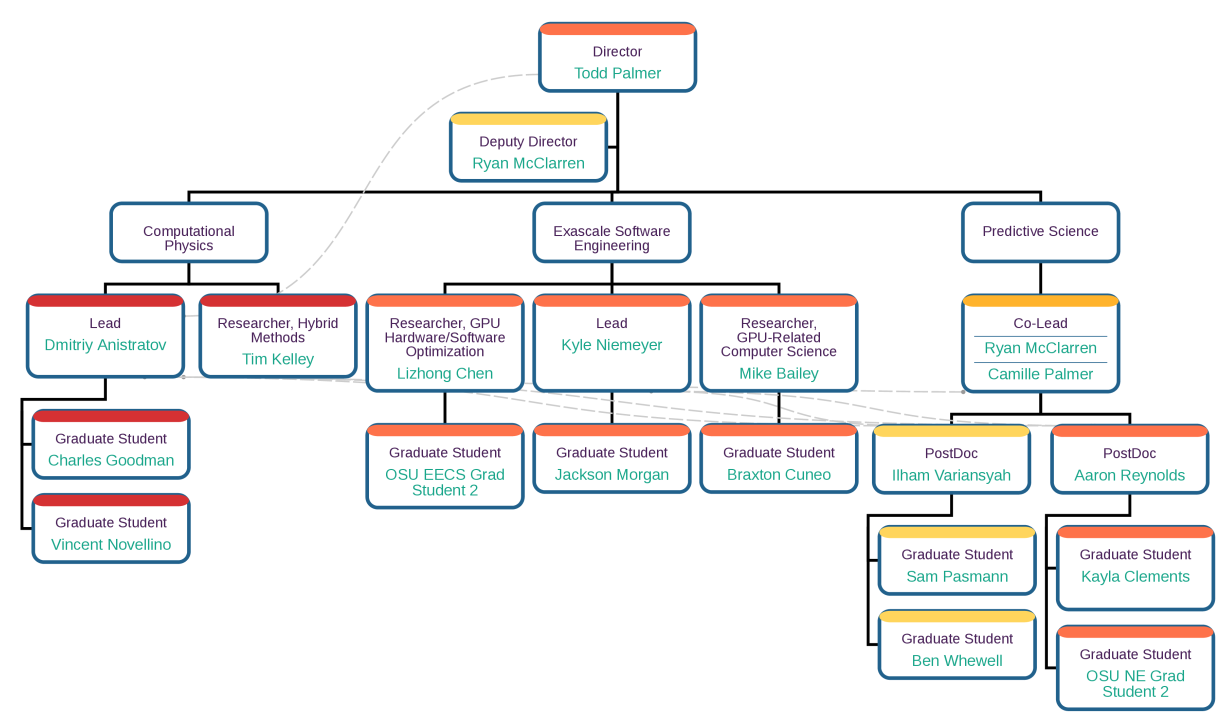 Director
Todd Palmer
Deputy Director
Ryan McClarren
Computational
Physics
Exascale Software
Engineering
Predictive Science
Lead
Dmitriy Anistratov
Researcher, Hybrid
Methods
Tim Kelley
Researcher, GPU
Hardware/Software
Optimization
Lizhong Chen
Lead
Kyle Niemeyer
Researcher,
GPU-Related
Computer Science
Mike Bailey
Co-Lead
Ryan McClarren
Camille Palmer
Graduate Student
Charles Goodman
Graduate Student
Vincent Novellino
Graduate Student
OSU EECS Grad
Student 2
Graduate Student
Jackson Morgan
Graduate Student
Braxton Cuneo
PostDoc
Ilham Variansyah
PostDoc
Aaron Reynolds
Graduate Student
Sam Pasmann
Graduate Student
Ben Whewell
Graduate Student
Kayla Clements
Graduate Student
OSU NE Grad
Student 2